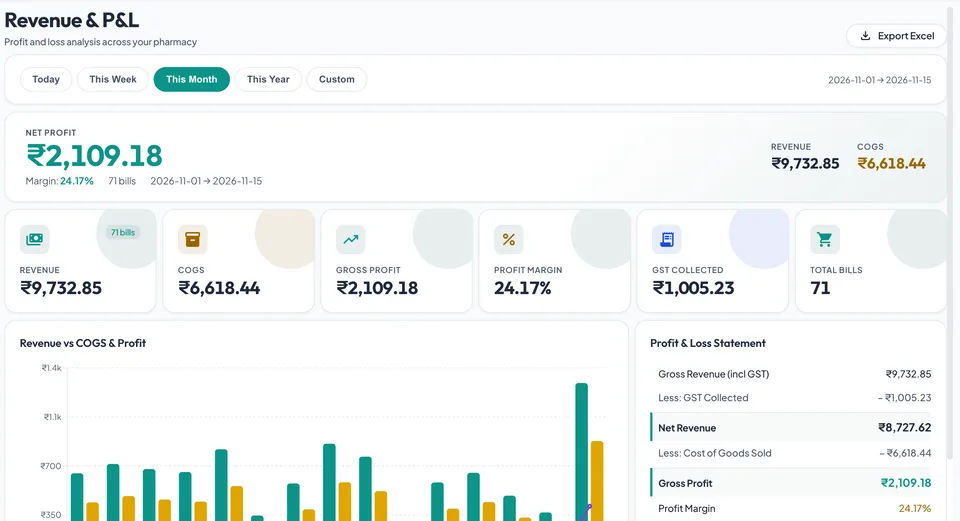 Revenue & P&L
Profit and loss analysis across your pharmacy
Export Excel
Today This Week This Month This Year Custom
2026-11-01 → 2026-11-15
NET PROFIT
₹2,109.18
Margin: 24.17% 71 bills 2026-11-01 → 2026-11-15
REVENUE
₹9,732.85
COGS
₹6,618.44
71 bills
REVENUE
₹9,732.85
COGS
₹6,618.44
GROSS PROFIT
₹2,109.18
PROFIT MARGIN
24.17%
GST COLLECTED
₹1,005.23
TOTAL BILLS
71
Revenue vs COGS & Profit
₹1.4k
₹1.1k
₹700
₹350
Profit & Loss Statement
Gross Revenue (incl GST) ₹9,732.85
Less: GST Collected − ₹1,005.23
Net Revenue ₹8,727.62
Less: Cost of Goods Sold − ₹6,618.44
Gross Profit ₹2,109.18
Profit Margin 24.17%